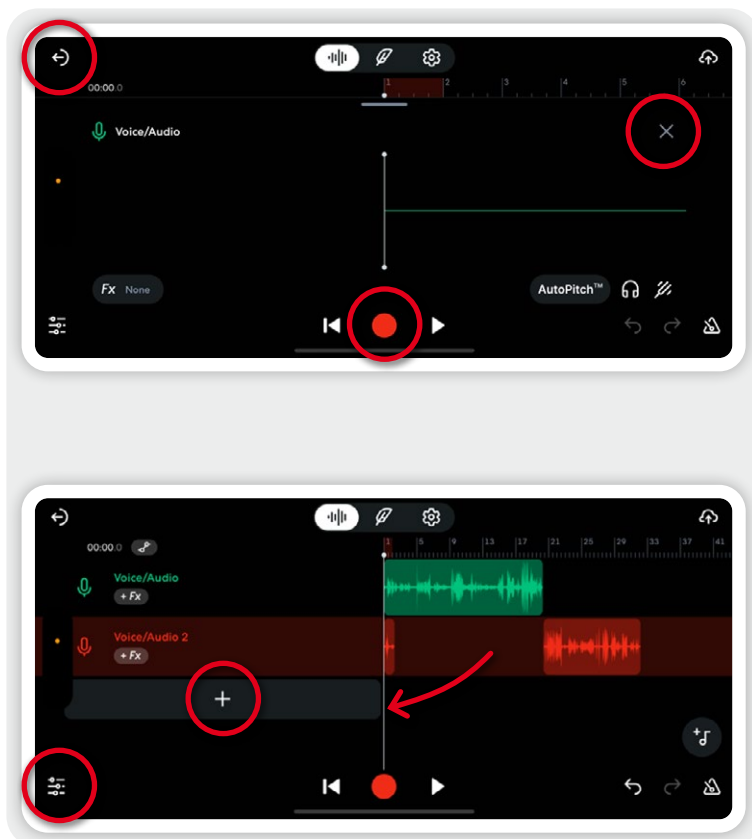 00:00.0 1 2 3 4 5 6
Voice/Audio
Fx None
AutoPitch™
00:00.0 1 5 9 13 17 21 25 29 33 37 41
Voice/Audio
+ Fx
Voice/Audio 2
+ Fx